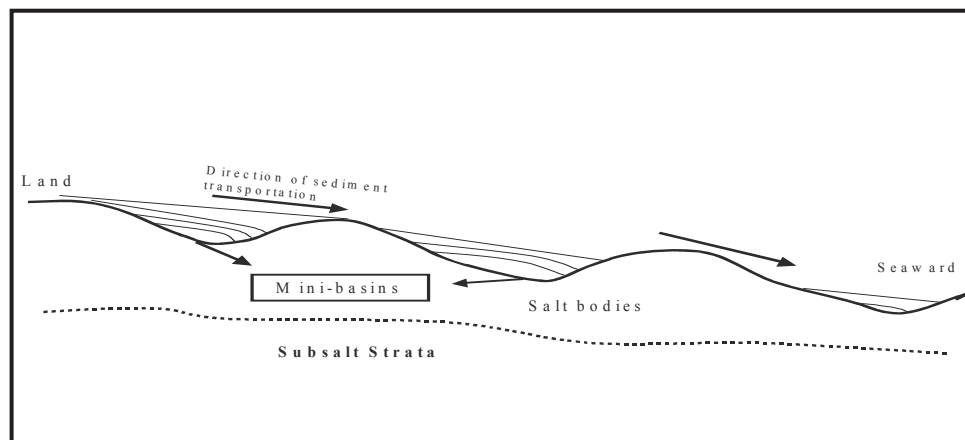 Land
Direction of sediment
transportation
Seaward
Mini-basins
Salt bodies
Subsalt Strata